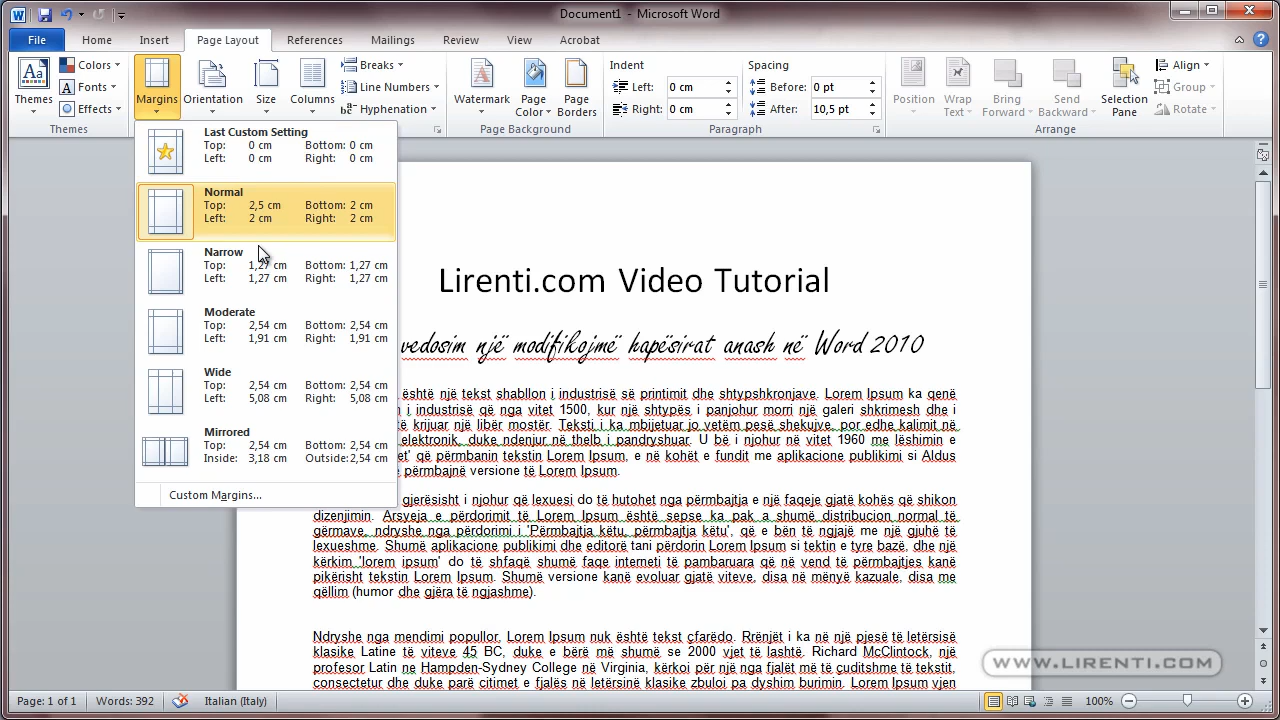 Document1 - Microsoft Word
File Home Insert Page Layout References Mailings Review View Acrobat
Themes Colors Fonts Effects
Margins Orientation Size Columns
Breaks Line Numbers Hyphenation
Watermark Page Color Page Borders
Indent Left: 0 cm Right: 0 cm
Spacing Before: 0 pt After: 10,5 pt
Position Wrap Text Bring Forward Send Backward Selection Pane
Align Group Rotate
Themes Page Background Paragraph Arrange
Last Custom Setting
Top: 0 cm Bottom: 0 cm
Left: 0 cm Right: 0 cm
Normal
Top: 2,5 cm Bottom: 2 cm
Left: 2 cm Right: 2 cm
Narrow
Top: 1,27 cm Bottom: 1,27 cm
Left: 1,27 cm Right: 1,27 cm
Moderate
Top: 2,54 cm Bottom: 2,54 cm
Left: 1,91 cm Right: 1,91 cm
Wide
Top: 2,54 cm Bottom: 2,54 cm
Left: 5,08 cm Right: 5,08 cm
Mirrored
Top: 2,54 cm Bottom: 2,54 cm
Inside: 3,18 cm Outside: 2,54 cm
Custom Margins...
Lirenti.com Video Tutorial
vedosim një modifikojmë hapësirat anash në Word 2010
është një tekst shabllon i industrisë së printimit dhe shtypshkronjave. Lorem Ipsum ka qenë
i industrisë që nga vitet 1500, kur një shtypës i panjohur morri një galeri shkrimesh dhe i
të krijuar një libër mostër. Teksti i ka mbijetuar jo vetëm pesë shekujve, por edhe kalimit në
elektronik, duke ndenjur në thelb i pandryshuar. U bë i njohur në vitet 1960 me lëshimin e
që përmbanin tekstin Lorem Ipsum, e në kohët e fundit me aplikacione publikimi si Aldus
përmbajnë versione të Lorem Ipsum.
gjerësisht i njohur që lexuesi do të hutohet nga përmbajtja e një faqeje gjatë kohës që shikon
dizenjimin. Arsyeja e përdorimit të Lorem Ipsum është sepse ka pak a shumë distribucion normal të
gërmave, ndryshe nga përdorimi i 'Përmbajtja këtu, përmbajtja këtu', që e bën të ngjajë me një gjuhë të
lexueshme. Shumë aplikacione publikimi dhe editorë tani përdorin Lorem Ipsum si tektin e tyre bazë, dhe një
kërkim 'lorem ipsum' do të shfaqë shumë faqe interneti të pambaruara që në vend të përmbajtjes kanë
pikërisht tekstin Lorem Ipsum. Shumë versione kanë evoluar gjatë viteve, disa në mënyë kazuale, disa me
qëllim (humor dhe gjëra të ngjashme).
Ndryshe nga mendimi popullor, Lorem Ipsum nuk është tekst çfarëdo. Rrënjët i ka në një pjesë të letërsisë
klasike Latine të viteve 45 BC, duke e bërë më shumë se 2000 vjet të lashtë. Richard McClintock, një
profesor Latin ne Hampden-Sydney College në Virginia, kërkoi për një nga fjalët më të cuditshme të tekstit,
consectetur dhe duke parë citimet e fjalës në letërsinë klasike zbuloi pa dyshim burimin. Lorem Ipsum vjen
WWW.LIRENTI.COM
Page: 1 of 1 Words: 392 Italian (Italy) 100%